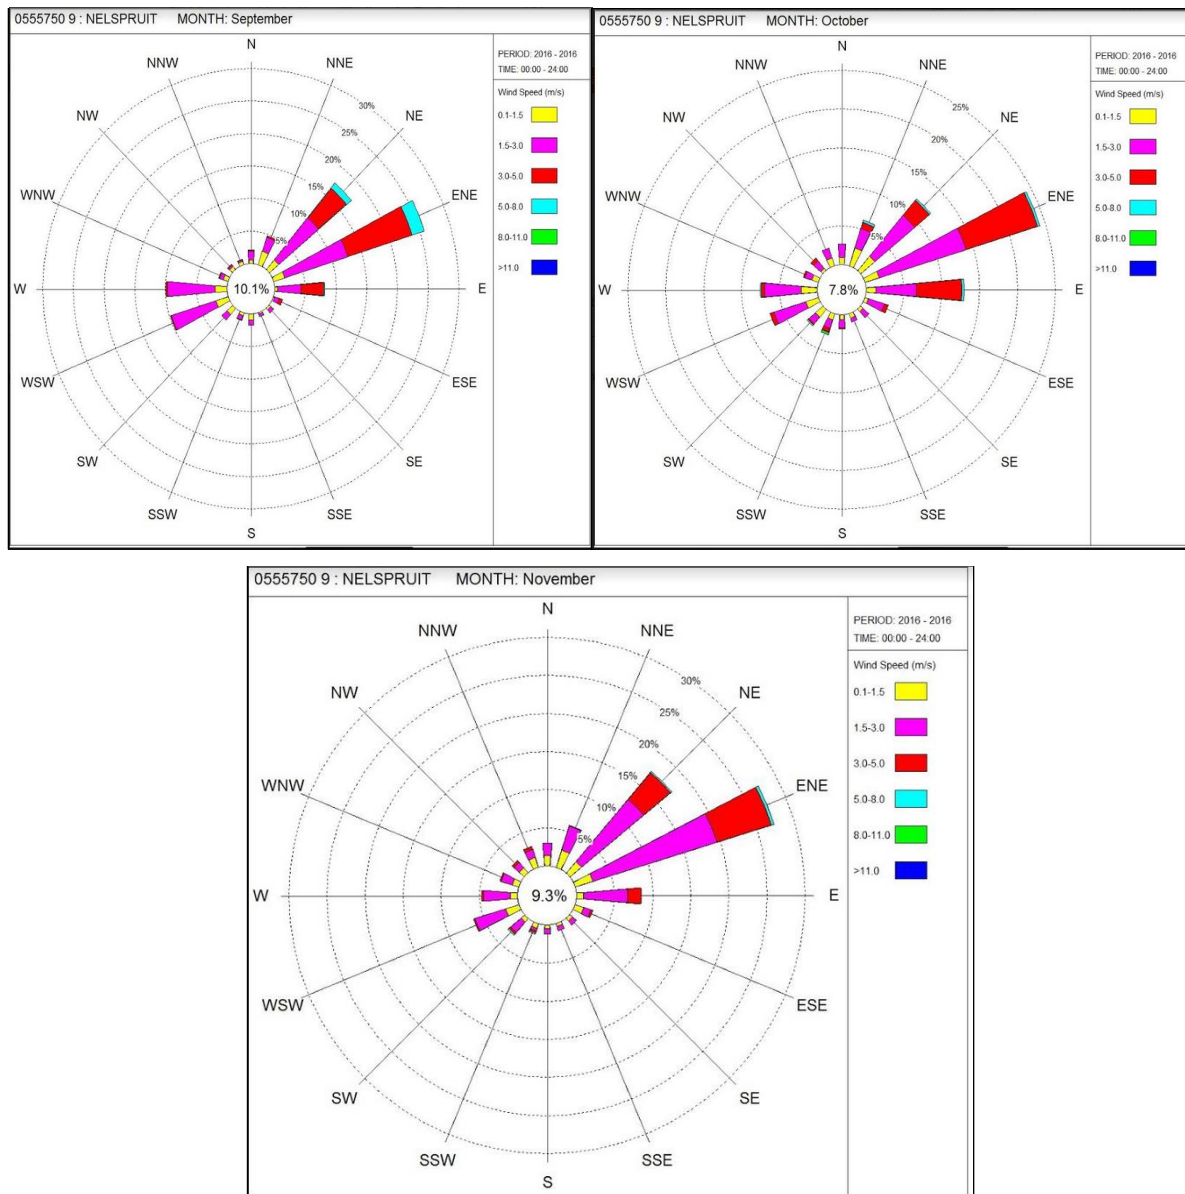 0555750 9 : NELSPRUIT MONTH: September
PERIOD: 2016 - 2016
TIME: 00:00 - 24:00
Wind Speed (m/s)
0.1-1.5
1.5-3.0
3.0-5.0
5.0-8.0
8.0-11.0
>11.0
N
NNE
NE
ENE
E
ESE
SE
SSE
S
SSW
SW
WSW
W
WNW
NW
NNW
30%
25%
20%
15%
10%
5%
10.1%
0555750 9 : NELSPRUIT MONTH: October
PERIOD: 2016 - 2016
TIME: 00:00 - 24:00
Wind Speed (m/s)
0.1-1.5
1.5-3.0
3.0-5.0
5.0-8.0
8.0-11.0
>11.0
N
NNE
NE
ENE
E
ESE
SE
SSE
S
SSW
SW
WSW
W
WNW
NW
NNW
25%
20%
15%
10%
5%
7.8%
0555750 9 : NELSPRUIT MONTH: November
PERIOD: 2016 - 2016
TIME: 00:00 - 24:00
Wind Speed (m/s)
0.1-1.5
1.5-3.0
3.0-5.0
5.0-8.0
8.0-11.0
>11.0
N
NNE
NE
ENE
E
ESE
SE
SSE
S
SSW
SW
WSW
W
WNW
NW
NNW
30%
25%
20%
15%
10%
5%
9.3%